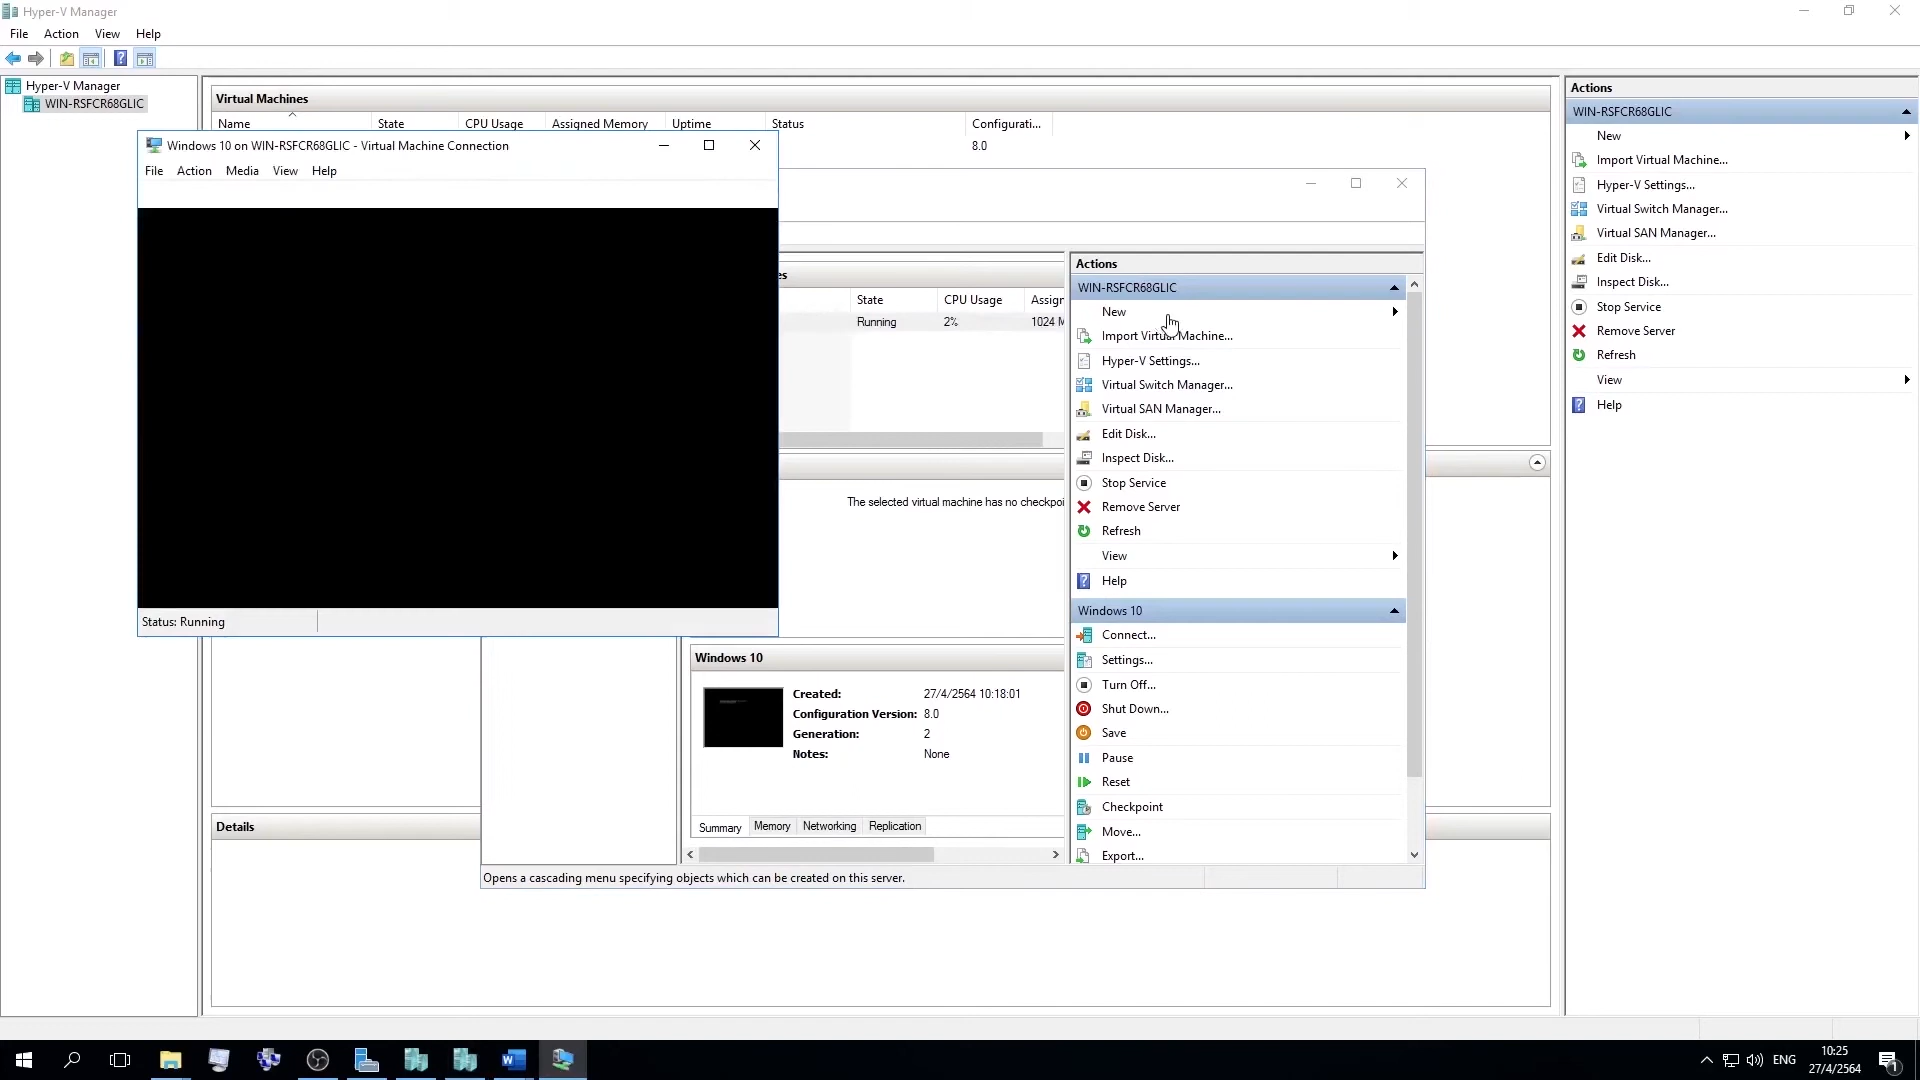 Hyper-V Manager
File Action View Help
Hyper-V Manager
WIN-RSFCR68GLIC
Virtual Machines
Name State CPU Usage Assigned Memory Uptime Status Configurati...
8.0
Windows 10 on WIN-RSFCR68GLIC - Virtual Machine Connection
File Action Media View Help
Status: Running
State CPU Usage
Running 2% 1024
The selected virtual machine has no
Windows 10
Created: 27/4/2564 10:18:01
Configuration Version: 8.0
Generation: 2
Notes: None
Summary Memory Networking Replication
Actions
WIN-RSFCR68GLIC
New
Import Virtual Machine...
Hyper-V Settings...
Virtual Switch Manager...
Virtual SAN Manager...
Edit Disk...
Inspect Disk...
Stop Service
Remove Server
Refresh
View
Help
Windows 10
Connect...
Settings...
Turn Off...
Shut Down...
Save
Pause
Reset
Checkpoint
Move...
Export...
Opens a cascading menu specifying objects which can be created on this server.
Details
Actions
WIN-RSFCR68GLIC
New
Import Virtual Machine...
Hyper-V Settings...
Virtual Switch Manager...
Virtual SAN Manager...
Edit Disk...
Inspect Disk...
Stop Service
Remove Server
Refresh
View
Help
ENG
10:25
27/4/2564
1